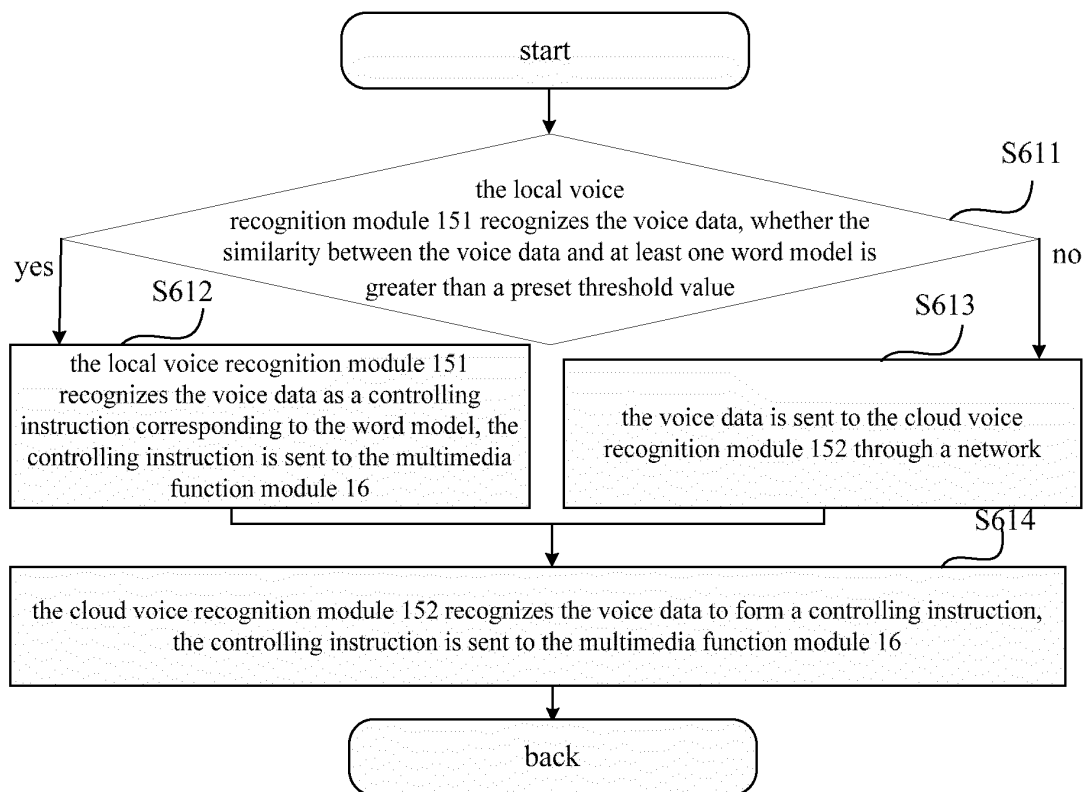 start
S611
the local voice
recognition module 151 recognizes the voice data, whether the
similarity between the voice data and at least one word model is
greater than a preset threshold value
yes
no
S612
S613
the local voice recognition module 151
recognizes the voice data as a controlling
instruction corresponding to the word model, the
controlling instruction is sent to the multimedia
function module 16
the voice data is sent to the cloud voice
recognition module 152 through a network
S614
the cloud voice recognition module 152 recognizes the voice data to form a controlling instruction,
the controlling instruction is sent to the multimedia function module 16
back